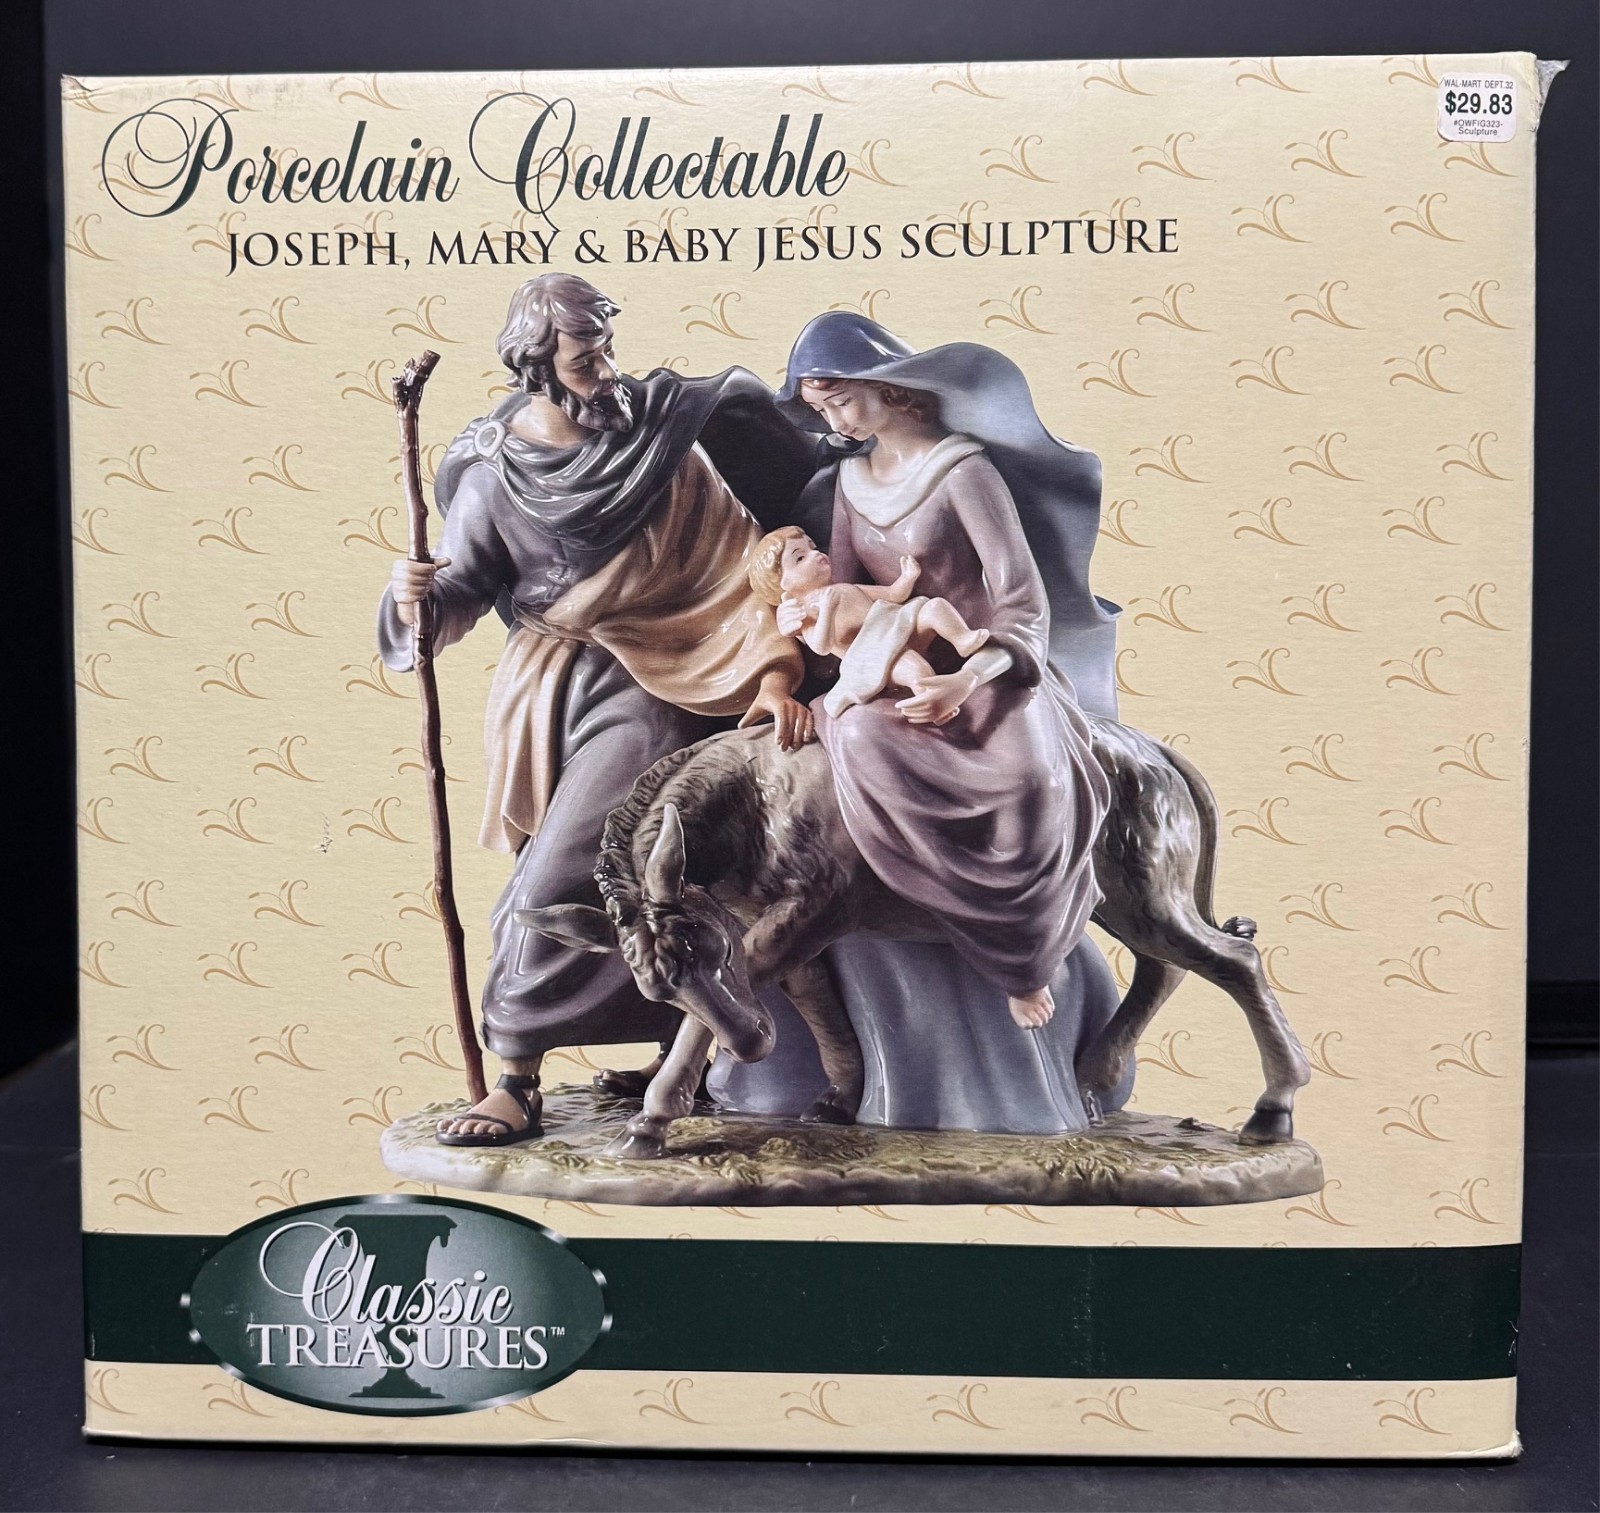 WAL-MART DEPT.32
$29.83
#OWFIG323-
Sculpture
Porcelain Collectable
JOSEPH, MARY & BABY JESUS SCULPTURE
Classic
TREASURES™